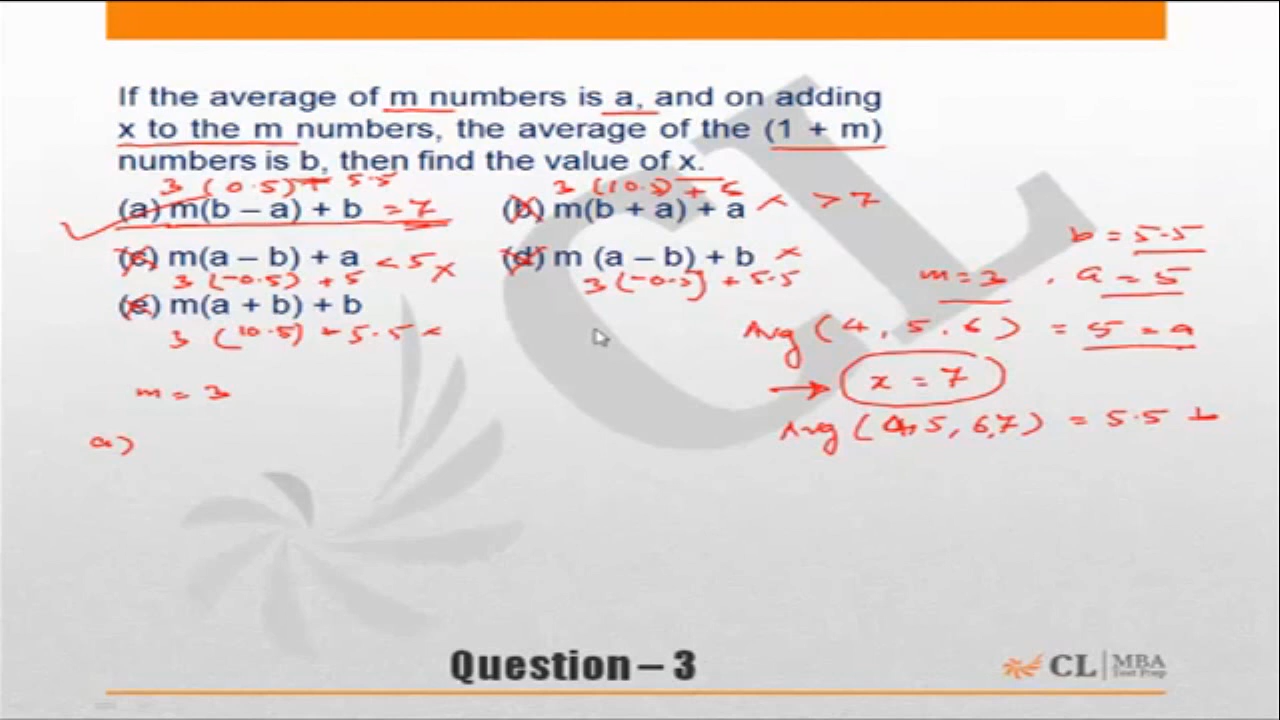 If the average of m numbers is a, and on adding
x to the m numbers, the average of the (1 + m)
numbers is b, then find the value of x.
3 (0.5) + 5.5
3 (10.5) + 5
(a) m(b – a) + b = 7
(b) m(b + a) + a × > 7
b = 5.5
(c) m(a – b) + a < 5 ×
(d) m (a – b) + b ×
3 (-0.5) + 5
3 (-0.5] + 5.5
m = 3 , a = 5
(e) m(a + b) + b
3 (10.5) + 5.5 ×
Avg (4, 5, 6) = 5 = a
m = 3
→ x = 7
Avg (4, 5, 6, 7) = 5.5 b
a)
CL
Question – 3
CL MBA
Test Prep